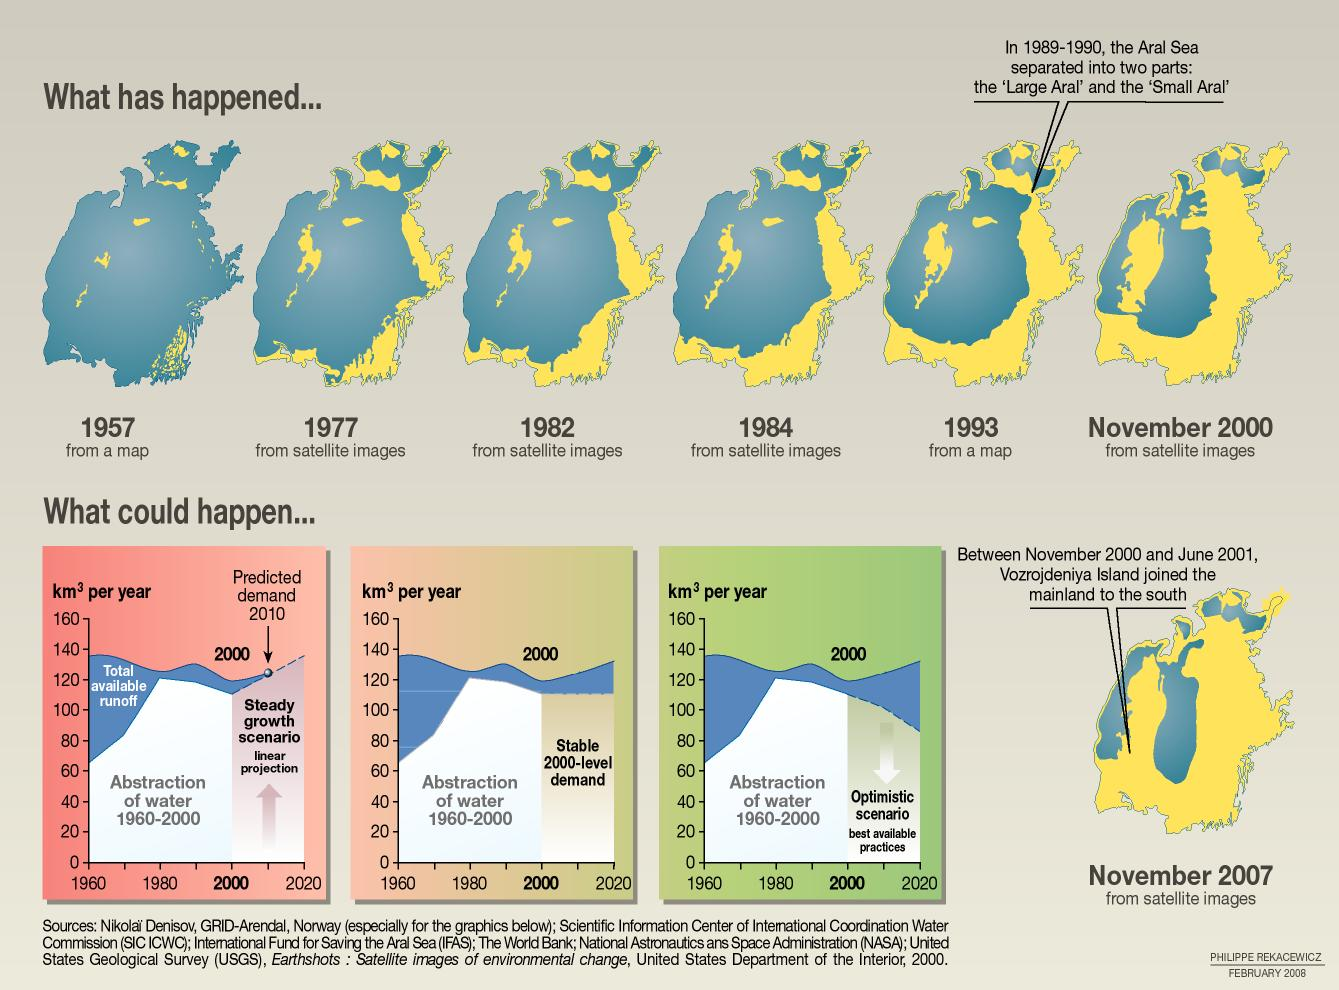 In 1989-1990, the Aral Sea
separated into two parts:
the ‘Large Aral’ and the ‘Small Aral’
What has happened...
1957
from a map
1977
from satellite images
1982
from satellite images
1984
from satellite images
1993
from a map
November 2000
from satellite images
What could happen...
km³ per year
Predicted
demand
2010
160
140
120
100
80
60
40
20
0
2000
Total
available
runoff
Steady
growth
scenario
linear
projection
Abstraction
of water
1960-2000
1960
1980
2000
2020
km³ per year
160
140
120
100
80
60
40
20
0
2000
Stable
2000-level
demand
Abstraction
of water
1960-2000
1960
1980
2000
2020
km³ per year
160
140
120
100
80
60
40
20
0
2000
Abstraction
of water
1960-2000
Optimistic
scenario
best available
practices
1960
1980
2000
2020
Between November 2000 and June 2001,
Vozrojdeniya Island joined the
mainland to the south
November 2007
from satellite images
Sources: Nikolaï Denisov, GRID-Arendal, Norway (especially for the graphics below); Scientific Information Center of International Coordination Water
Commission (SIC ICWC); International Fund for Saving the Aral Sea (IFAS); The World Bank; National Astronautics ans Space Administration (NASA); United
States Geological Survey (USGS), Earthshots : Satellite images of environmental change, United States Department of the Interior, 2000.
PHILIPPE REKACEWICZ
FEBRUARY 2008